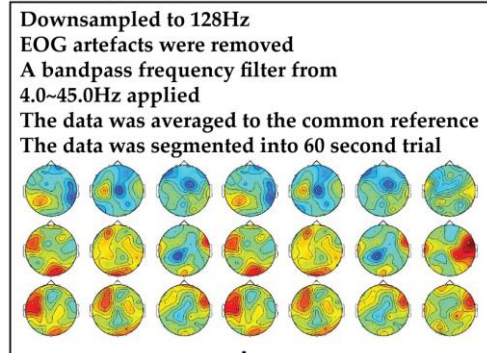 Downsampled to 128Hz
EOG artefacts were removed
A bandpass frequency filter from
4.0~45.0Hz applied
The data was averaged to the common reference
The data was segmented into 60 second trial